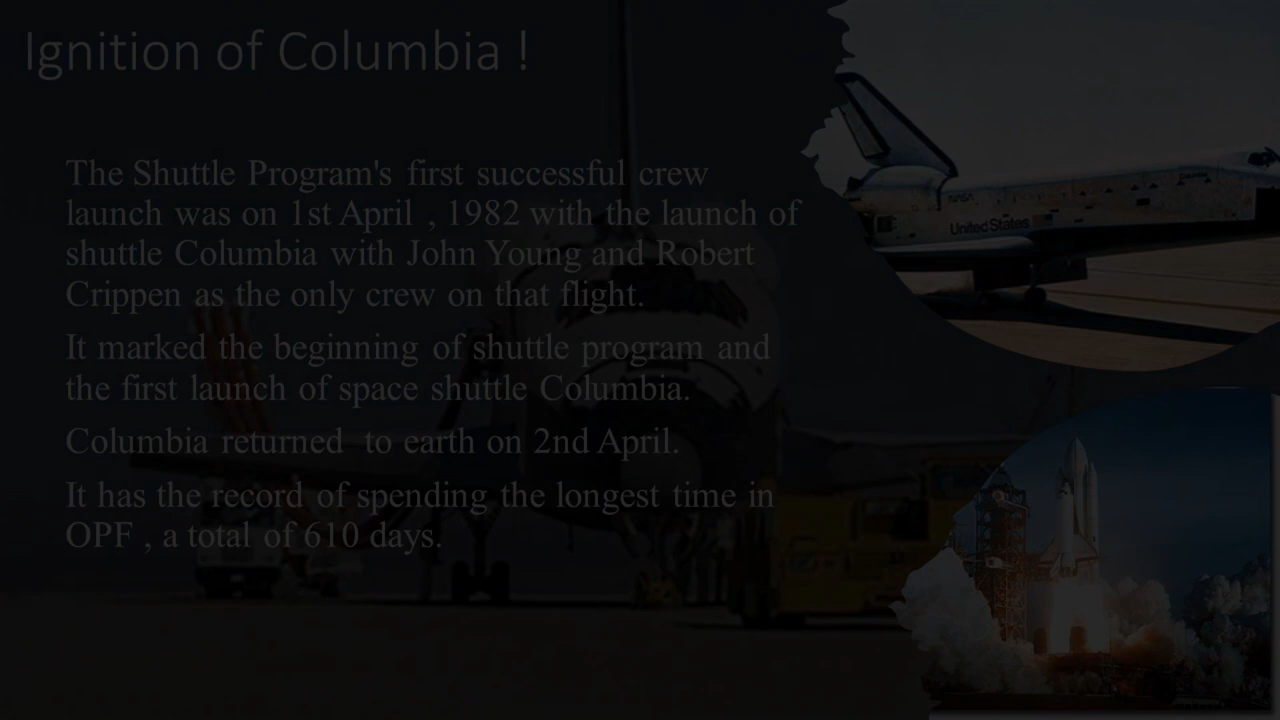 Ignition of Columbia !
The Shuttle Program's first successful crew
launch was on 1st April , 1982 with the launch of
shuttle Columbia with John Young and Robert
Crippen as the only crew on that flight.
It marked the beginning of shuttle program and
the first launch of space shuttle Columbia.
Columbia returned to earth on 2nd April.
It has the record of spending the longest time in
OPF , a total of 610 days.
United States